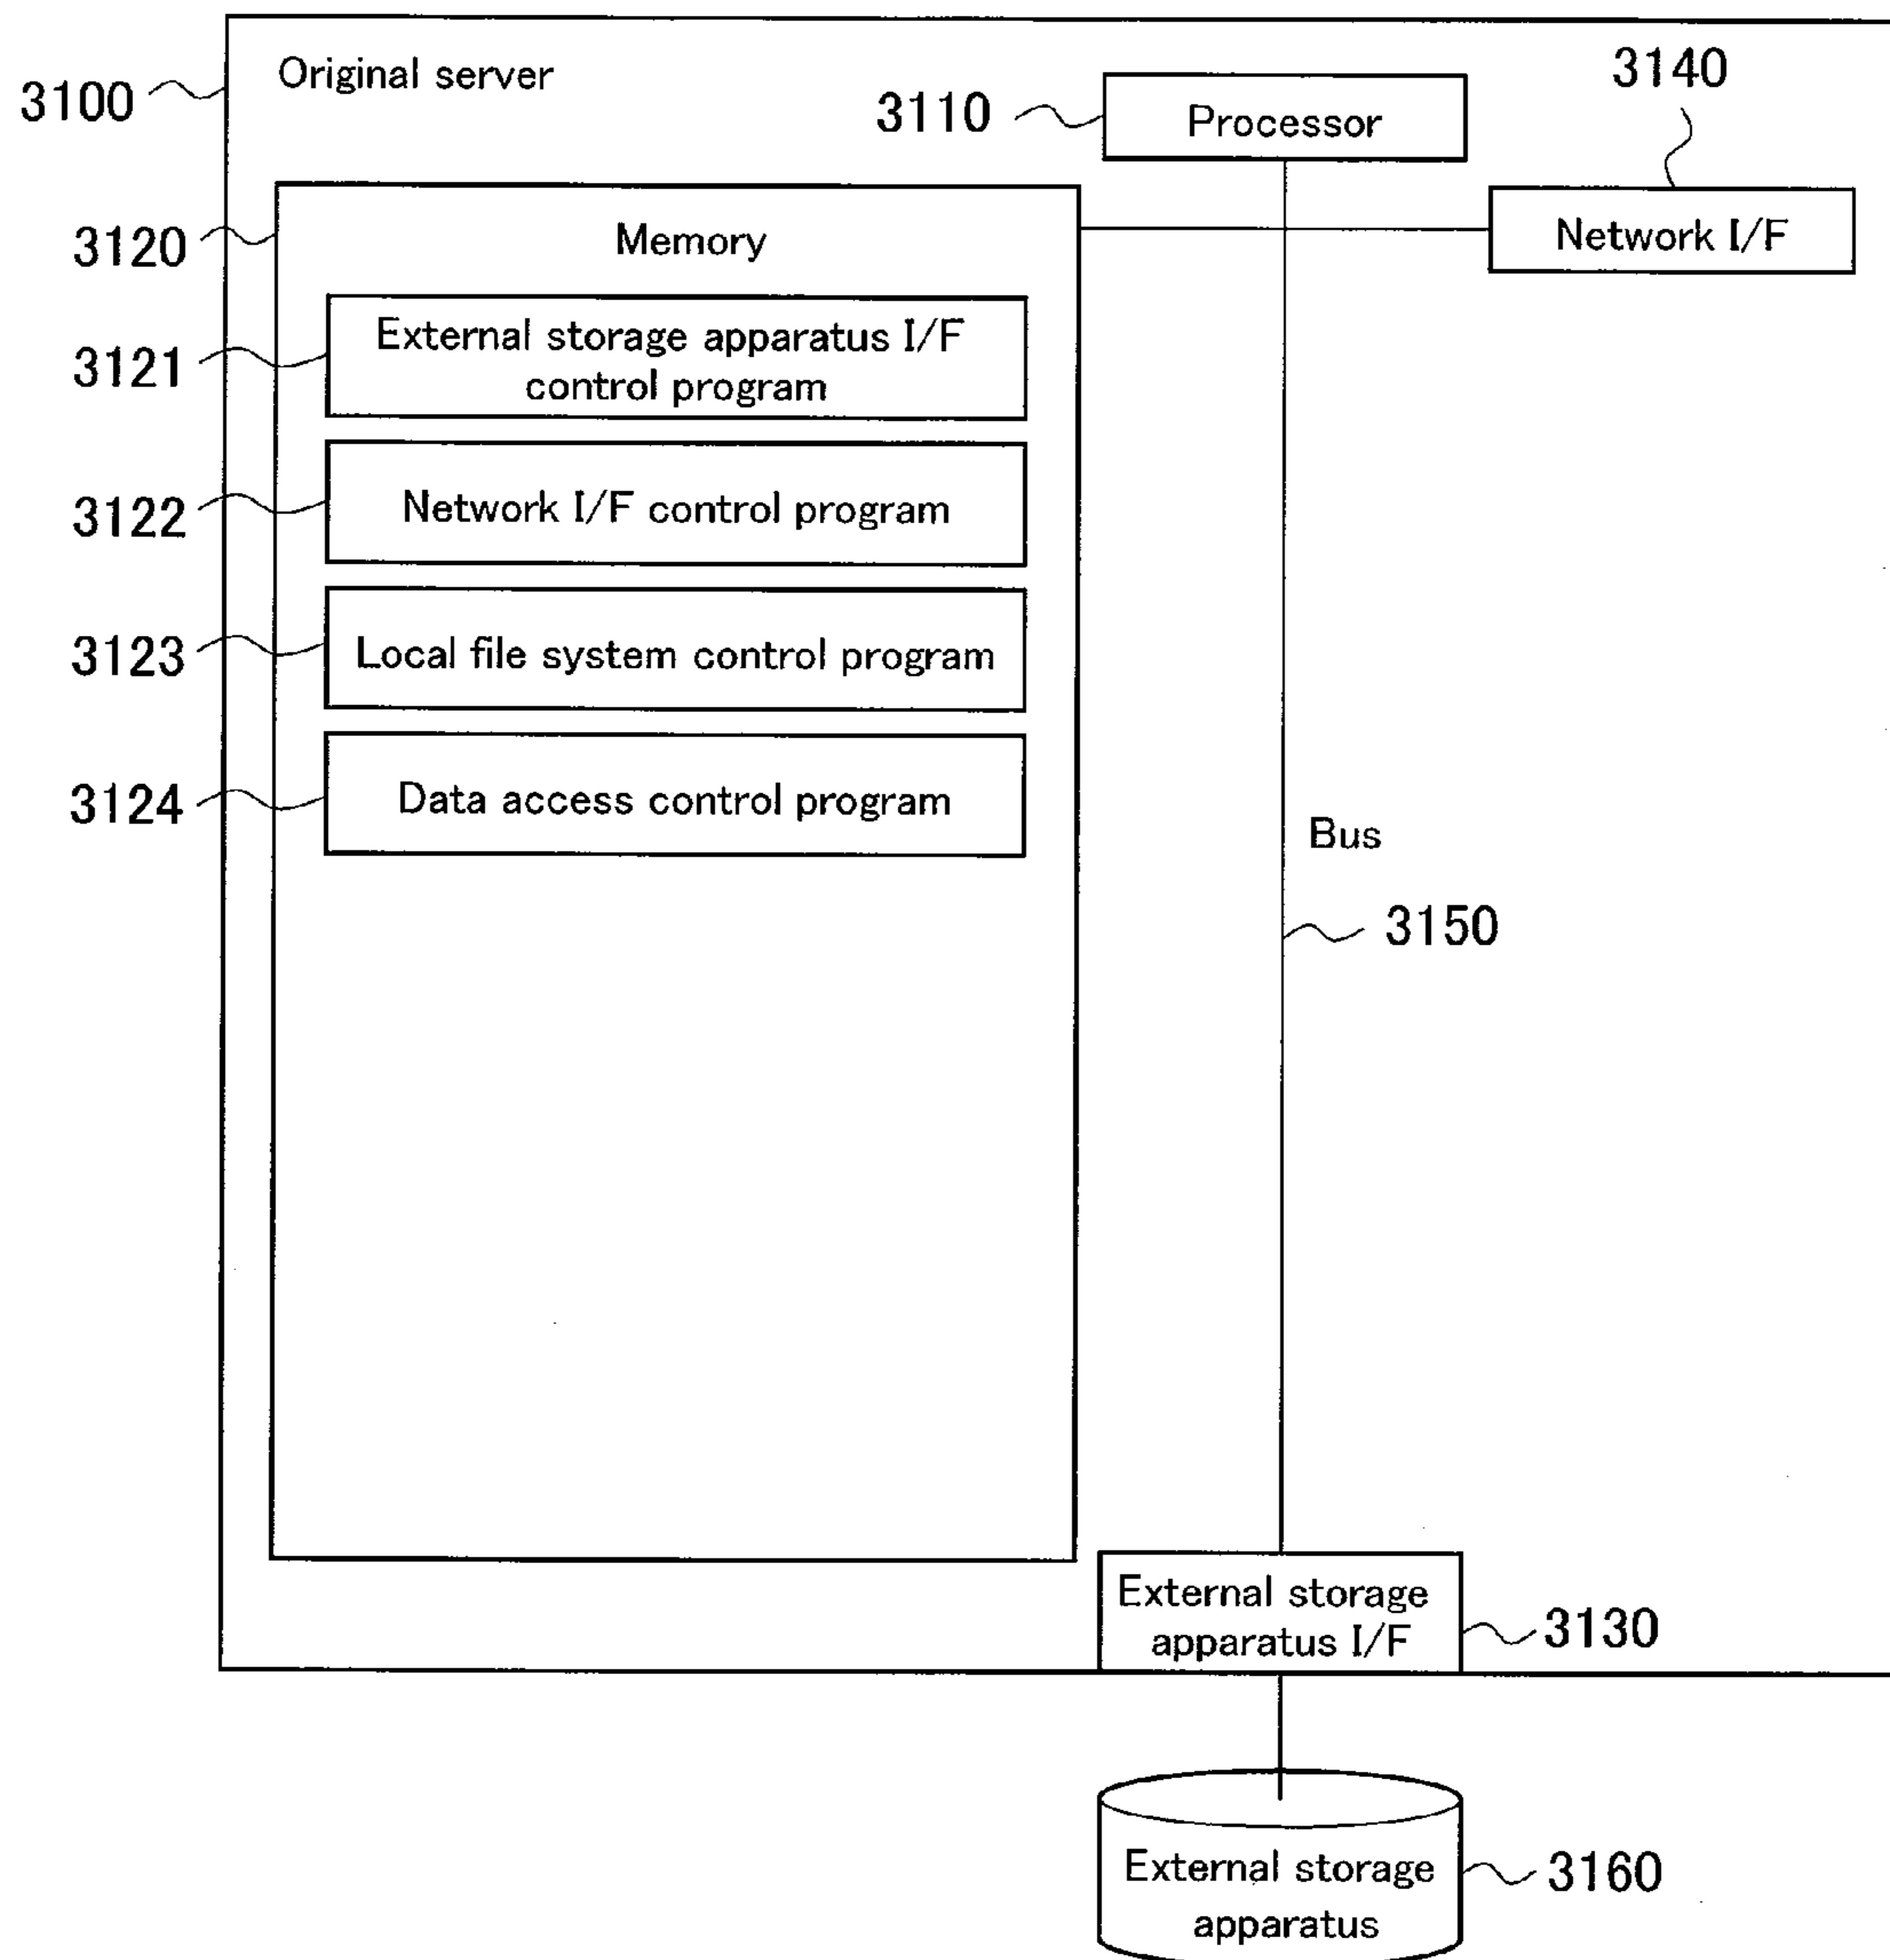 Original server
3100
3110
Processor
3140
Network I/F
3120
Memory
3121
External storage apparatus I/F
control program
3122
Network I/F control program
3123
Local file system control program
3124
Data access control program
Bus
3150
External storage
apparatus I/F
3130
External storage
apparatus
3160